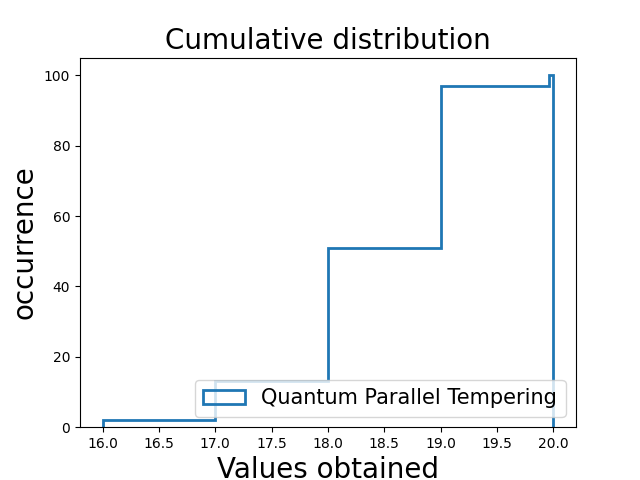 Cumulative distribution
100
80
60
40
20
0
occurrence
Quantum Parallel Tempering
16.0 16.5 17.0 17.5 18.0 18.5 19.0 19.5 20.0
Values obtained